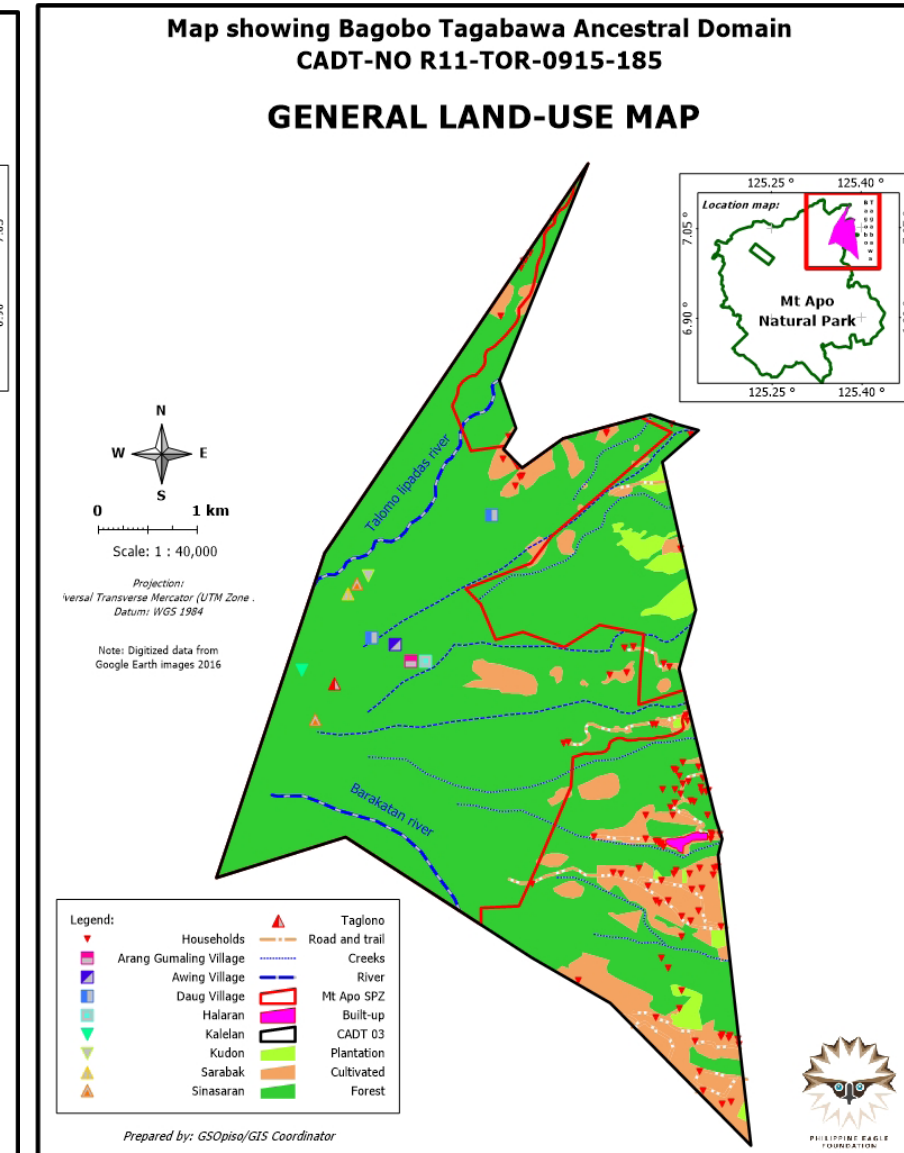 Map showing Bagobo Tagabawa Ancestral Domain
CADT-NO R11-TOR-0915-185
GENERAL LAND-USE MAP
125.25 °
125.40 °
Location map:
7.05 °
6.90 °
Mt Apo
Natural Park
125.25 °
125.40 °
N
W
E
S
0
1 km
Scale: 1 : 40,000
Projection:
iversal Transverse Mercator (UTM Zone .
Datum: WGS 1984
Note: Digitized data from
Google Earth images 2016
Talomo lipadas river
Barakatan river
Legend:
Households
Arang Gumaling Village
Awing Village
Daug Village
Halaran
Kalelan
Kudon
Sarabak
Sinasaran
Taglono
Road and trail
Creeks
River
Mt Apo SPZ
Built-up
CADT 03
Plantation
Cultivated
Forest
Prepared by: GSOpiso/GIS Coordinator
PHILIPPINE EAGLE
FOUNDATION